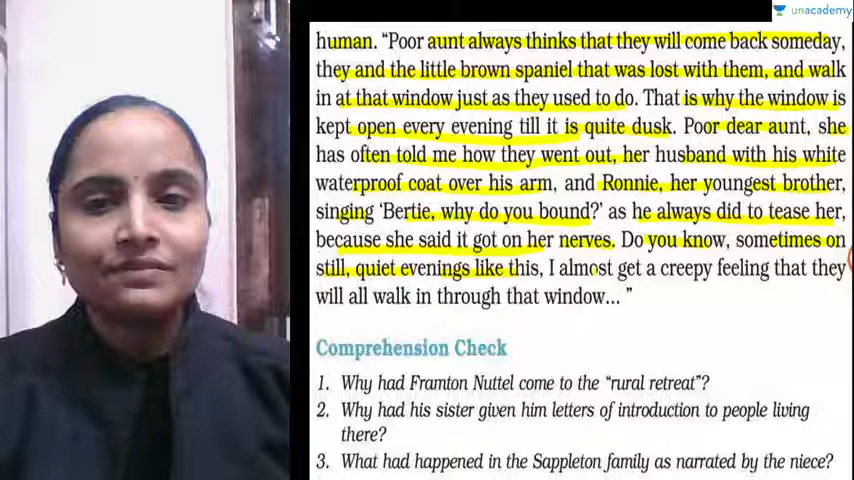 unacademy
human. “Poor aunt always thinks that they will come back someday,
they and the little brown spaniel that was lost with them, and walk
in at that window just as they used to do. That is why the window is
kept open every evening till it is quite dusk. Poor dear aunt, she
has often told me how they went out, her husband with his white
waterproof coat over his arm, and Ronnie, her youngest brother,
singing ‘Bertie, why do you bound?’ as he always did to tease her,
because she said it got on her nerves. Do you know, sometimes on
still, quiet evenings like this, I almost get a creepy feeling that they
will all walk in through that window... ”
Comprehension Check
1. Why had Framton Nuttel come to the “rural retreat”?
2. Why had his sister given him letters of introduction to people living
there?
3. What had happened in the Sappleton family as narrated by the niece?